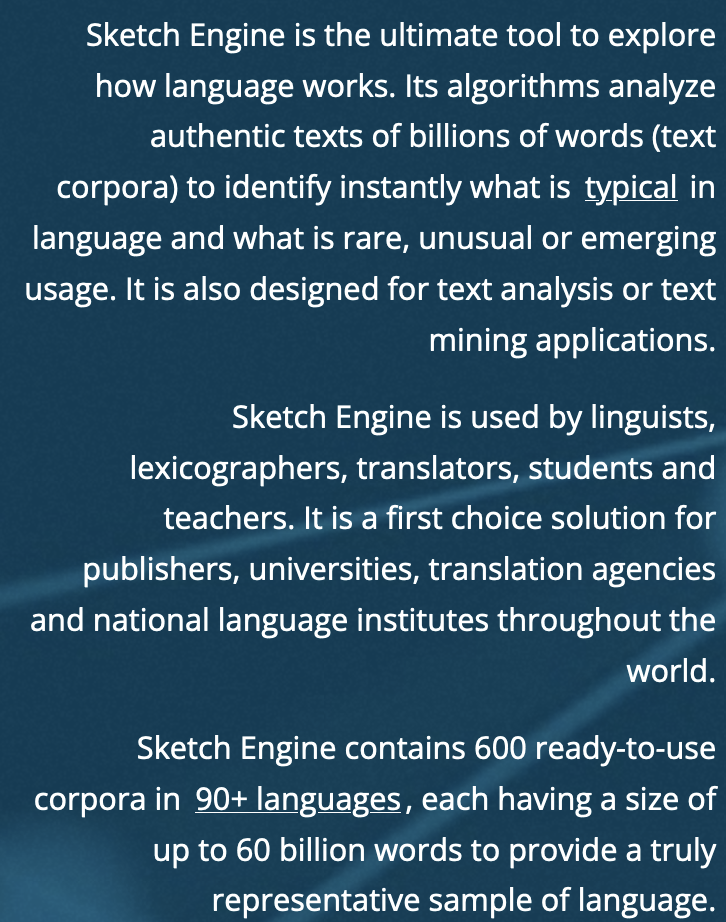 Sketch Engine is the ultimate tool to explore
how language works. Its algorithms analyze
authentic texts of billions of words (text
corpora) to identify instantly what is typical in
language and what is rare, unusual or emerging
usage. It is also designed for text analysis or text
mining applications.
Sketch Engine is used by linguists,
lexicographers, translators, students and
teachers. It is a first choice solution for
publishers, universities, translation agencies
and national language institutes throughout the
world.
Sketch Engine contains 600 ready-to-use
corpora in 90+ languages, each having a size of
up to 60 billion words to provide a truly
representative sample of language.